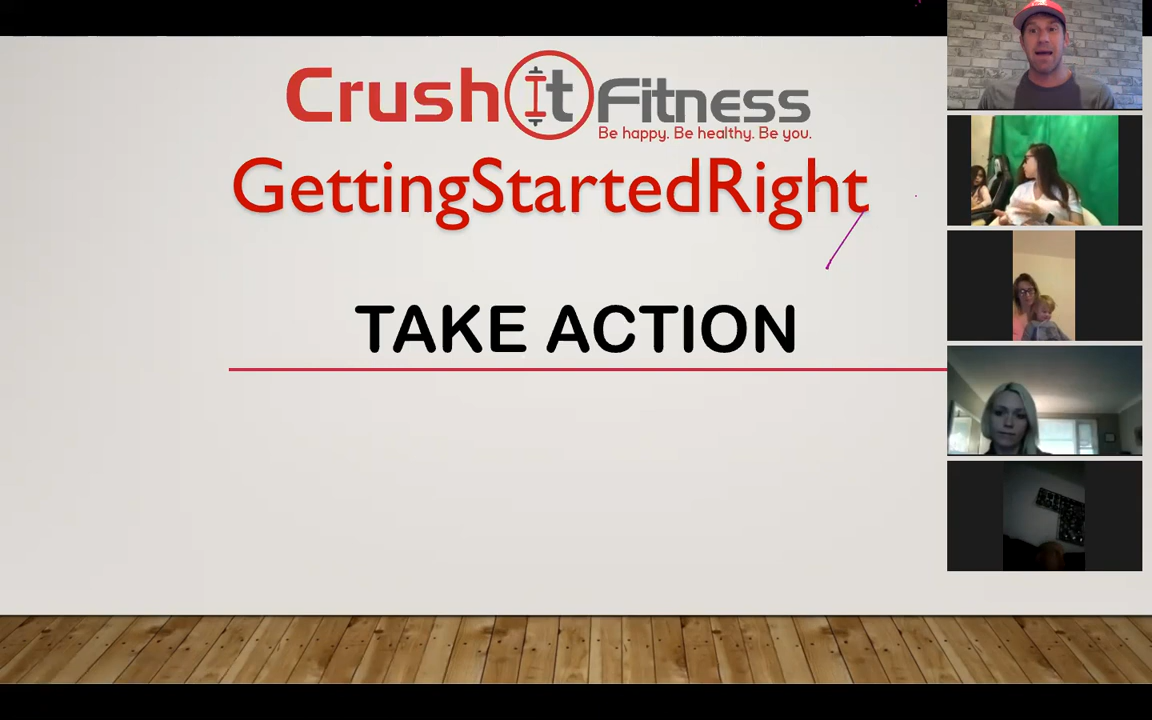 Crush It Fitness
Be happy. Be healthy. Be you.
GettingStartedRight
TAKE ACTION